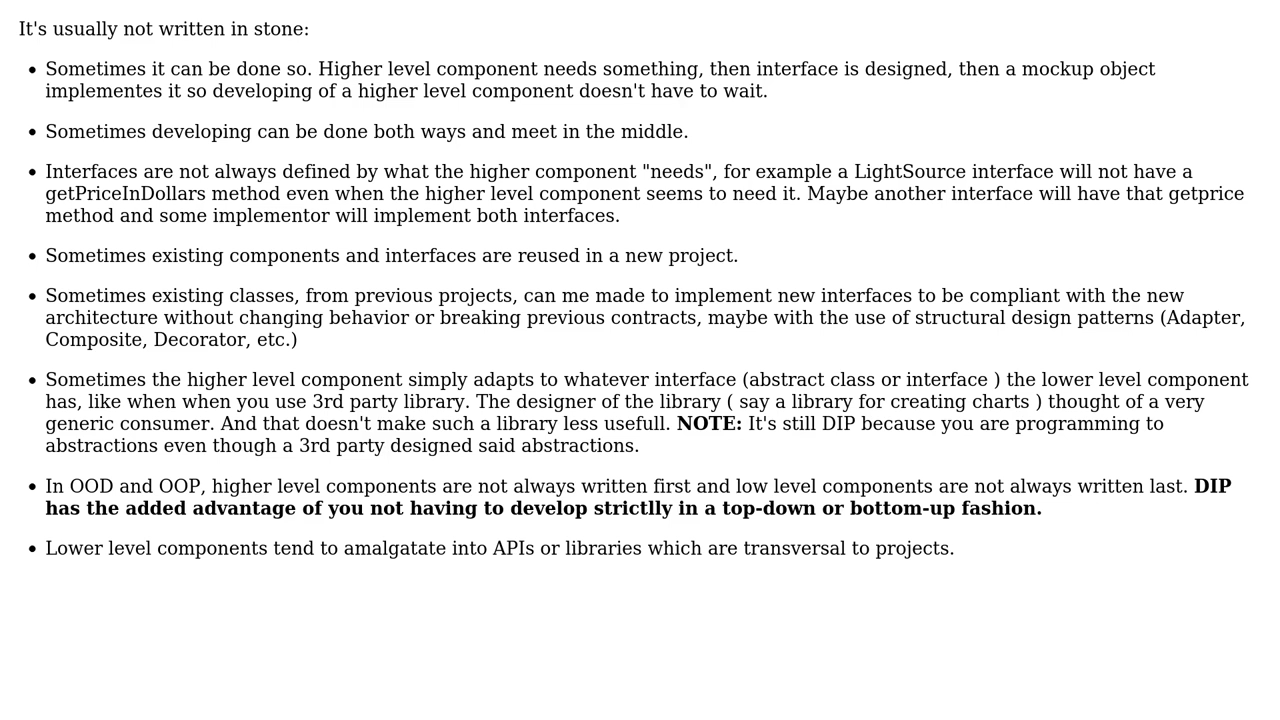 It's usually not written in stone:
• Sometimes it can be done so. Higher level component needs something, then interface is designed, then a mockup object
implementes it so developing of a higher level component doesn't have to wait.
• Sometimes developing can be done both ways and meet in the middle.
• Interfaces are not always defined by what the higher component "needs", for example a LightSource interface will not have a
getPriceInDollars method even when the higher level component seems to need it. Maybe another interface will have that getprice
method and some implementor will implement both interfaces.
• Sometimes existing components and interfaces are reused in a new project.
• Sometimes existing classes, from previous projects, can me made to implement new interfaces to be compliant with the new
architecture without changing behavior or breaking previous contracts, maybe with the use of structural design patterns (Adapter,
Composite, Decorator, etc.)
• Sometimes the higher level component simply adapts to whatever interface (abstract class or interface ) the lower level component
has, like when when you use 3rd party library. The designer of the library ( say a library for creating charts ) thought of a very
generic consumer. And that doesn't make such a library less usefull. NOTE: It's still DIP because you are programming to
abstractions even though a 3rd party designed said abstractions.
• In OOD and OOP, higher level components are not always written first and low level components are not always written last. DIP
has the added advantage of you not having to develop strictlly in a top-down or bottom-up fashion.
• Lower level components tend to amalgatate into APIs or libraries which are transversal to projects.